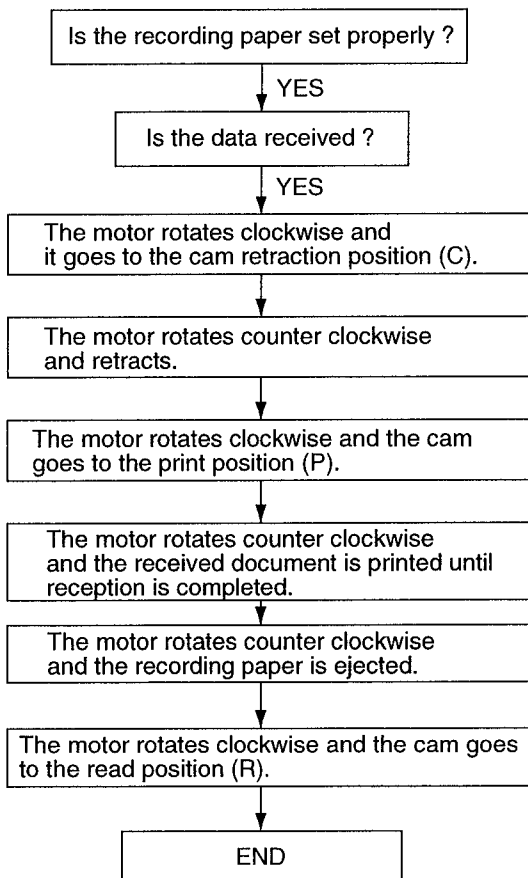 Is the recording paper set properly ?
YES
Is the data received ?
YES
The motor rotates clockwise and
it goes to the cam retraction position (C).
The motor rotates counter clockwise
and retracts.
The motor rotates clockwise and the cam
goes to the print position (P).
The motor rotates counter clockwise
and the received document is printed until
reception is completed.
The motor rotates counter clockwise
and the recording paper is ejected.
The motor rotates clockwise and the cam goes
to the read position (R).
END